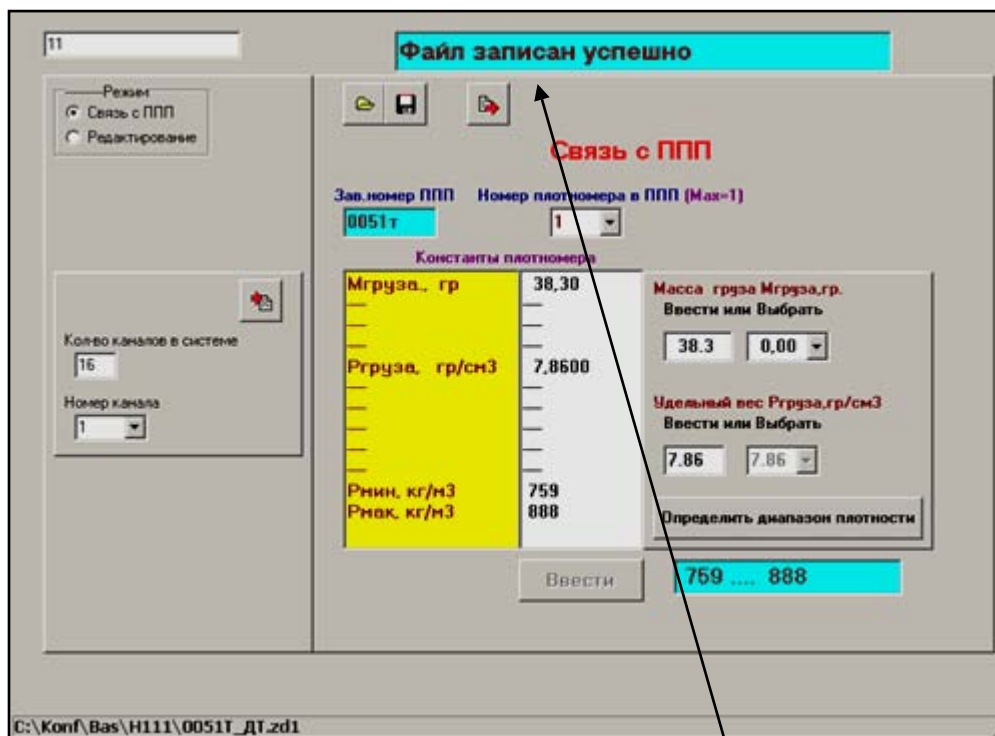 11
Файл записан успешно
Режим
Связь с ППП
Редактирование
Связь с ППП
Зав.номер ППП Номер плотномера в ППП (Max=1)
0051т 1
Константы плотномера
Мгруза., гр 38,30
Ргруза, гр/см3 7,8600
Рмин, кг/м3 759
Рмак, кг/м3 888
Масса груза Мгруза,гр.
Ввести или Выбрать
38.3 0,00
Удельный вес Ргруза,гр/см3
Ввести или Выбрать
7.86 7.86
Определить диапазон плотности
Ввести 759 .... 888
Кол-во каналов в системе
16
Номер канала
1
C:\Konf\Bas\H111\0051T_ДТ.zd1